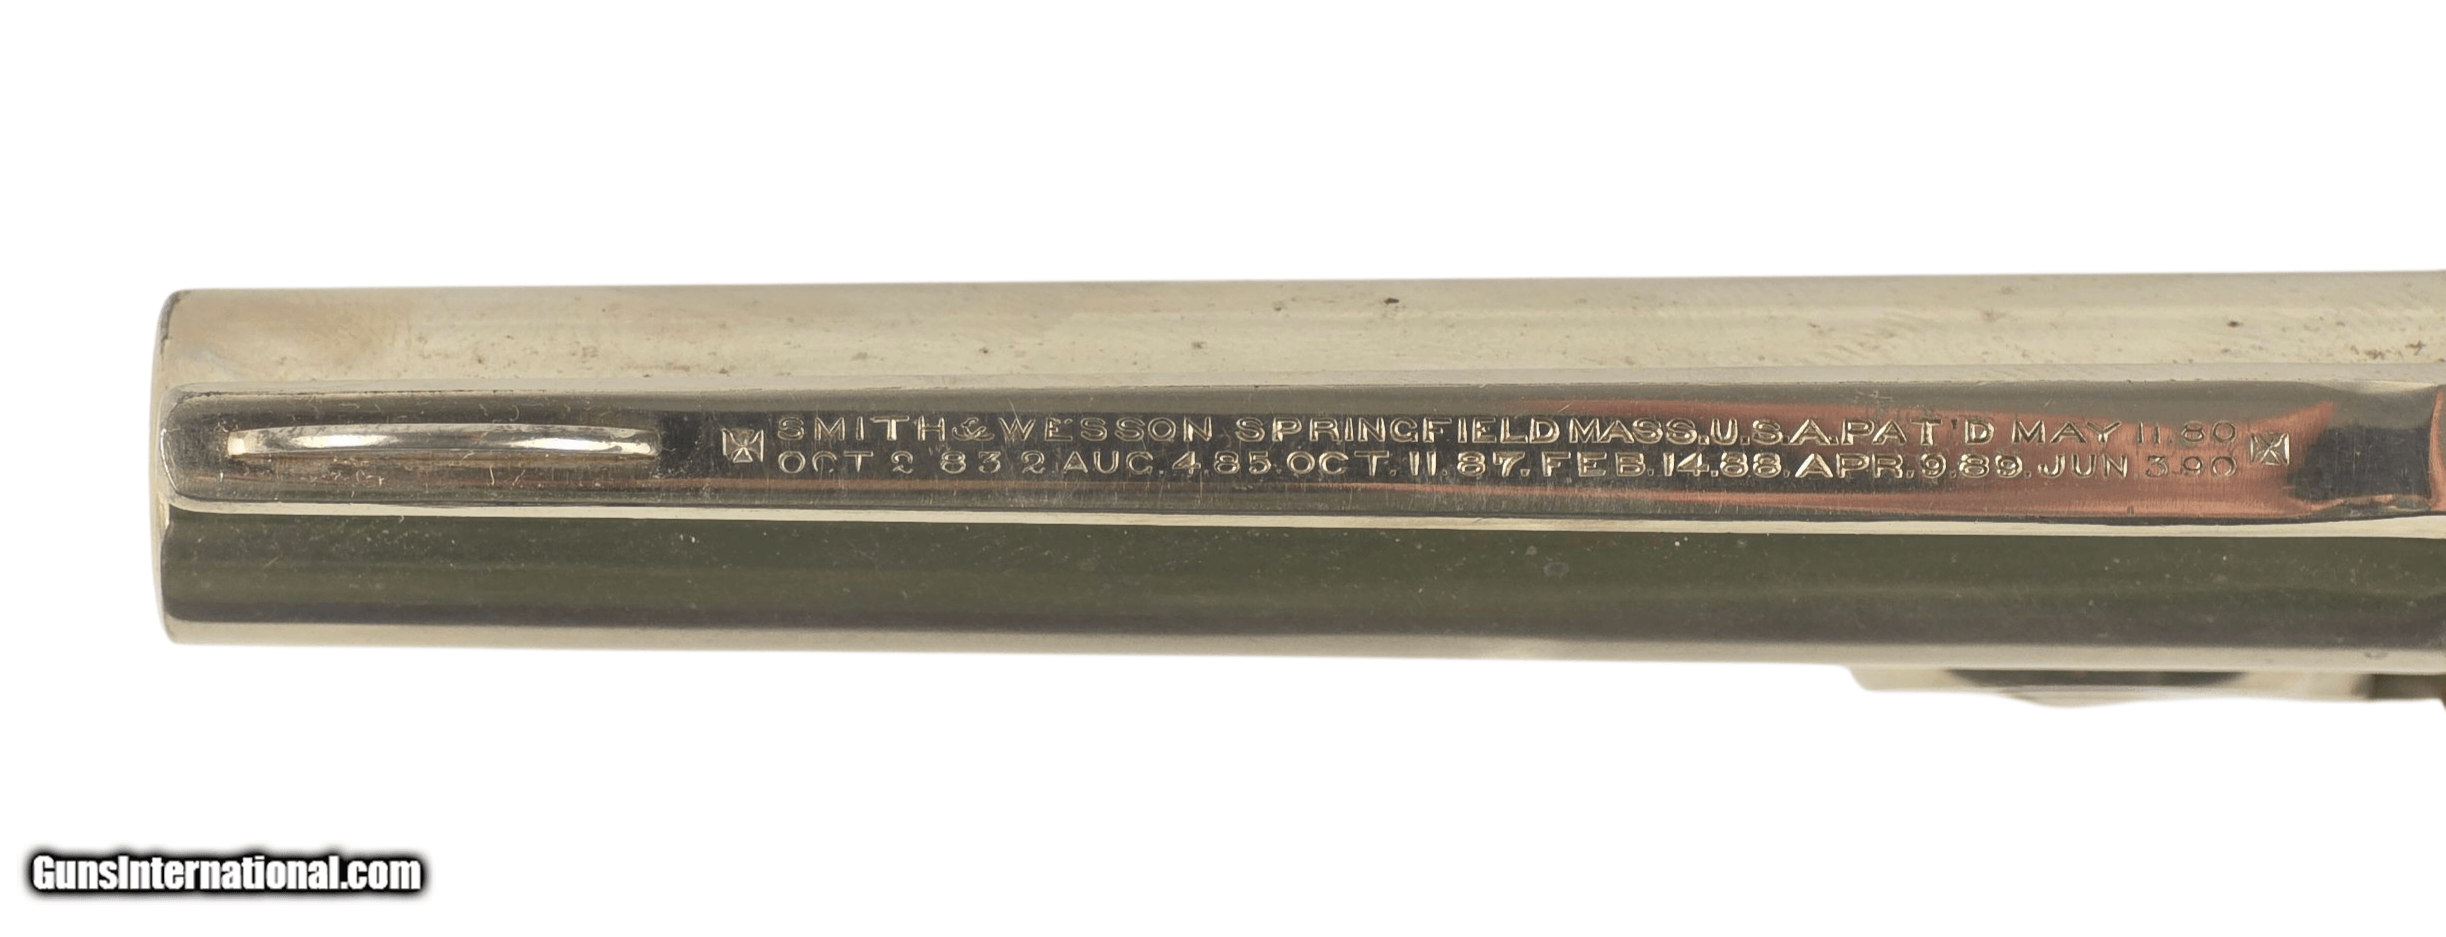 SMITH & WESSON. SPRINGFIELD MASS. U.S.A. PAT'D MAY 11.80
OCT 2 83 2 AUG. 4.85. OCT. 11. 87. FEB. 14.88. APR. 9.89. JUN 3.90
GunsInternational.com